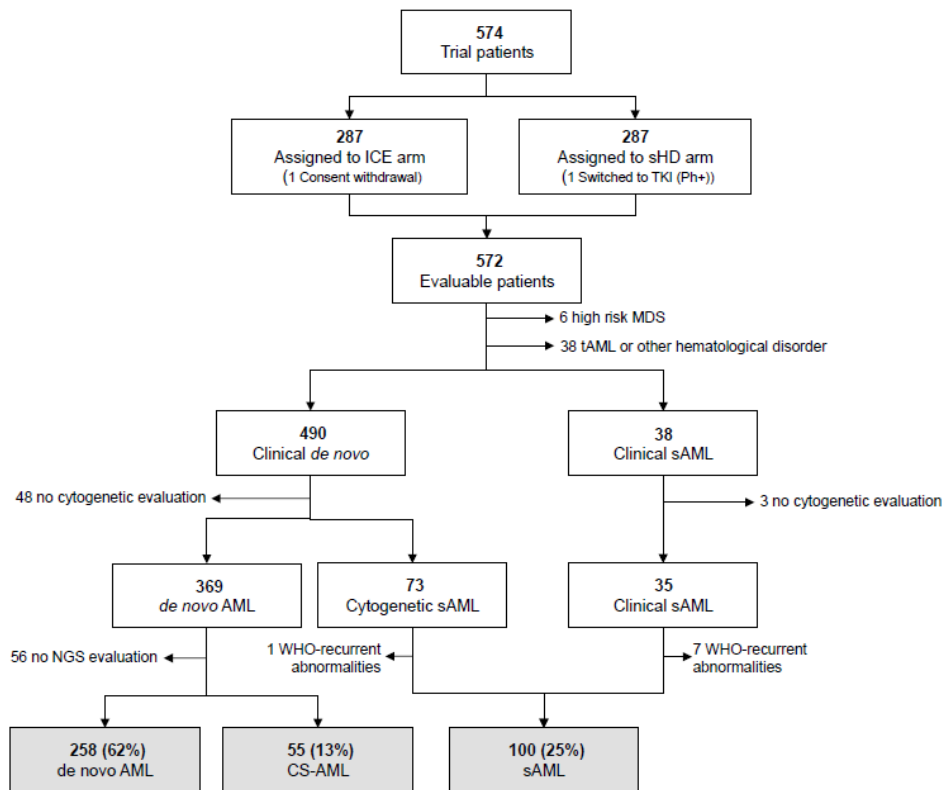 574
Trial patients
287
Assigned to ICE arm
(1 Consent withdrawal)
287
Assigned to sHD arm
(1 Switched to TKI (Ph+))
572
Evaluable patients
6 high risk MDS
38 tAML or other hematological disorder
490
Clinical de novo
38
Clinical sAML
48 no cytogenetic evaluation
3 no cytogenetic evaluation
369
de novo AML
73
Cytogenetic sAML
35
Clinical sAML
56 no NGS evaluation
1 WHO-recurrent
abnormalities
7 WHO-recurrent
abnormalities
258 (62%)
de novo AML
55 (13%)
CS-AML
100 (25%)
sAML